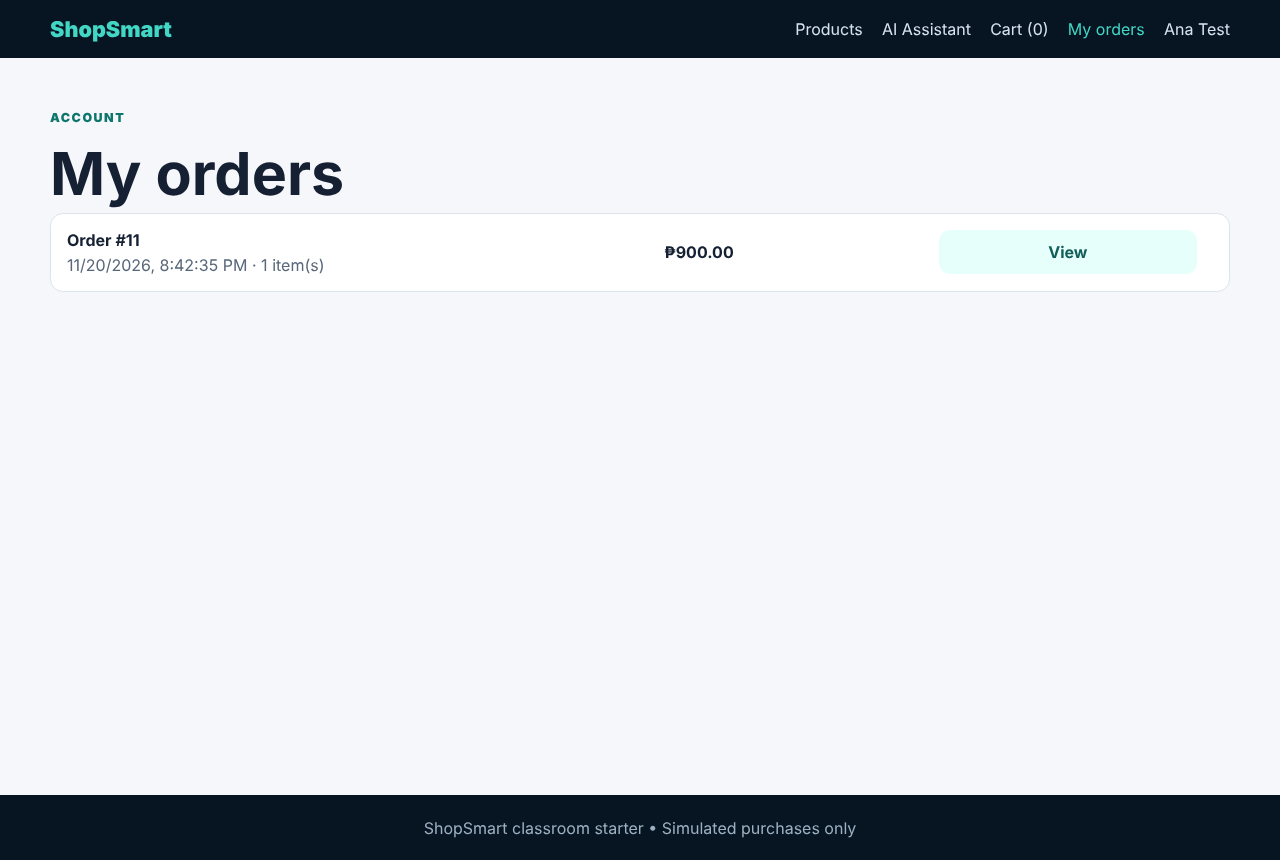 ShopSmart
Products AI Assistant Cart (0) My orders Ana Test
ACCOUNT
My orders
Order #11
11/20/2026, 8:42:35 PM · 1 item(s)
₱900.00
View
ShopSmart classroom starter • Simulated purchases only